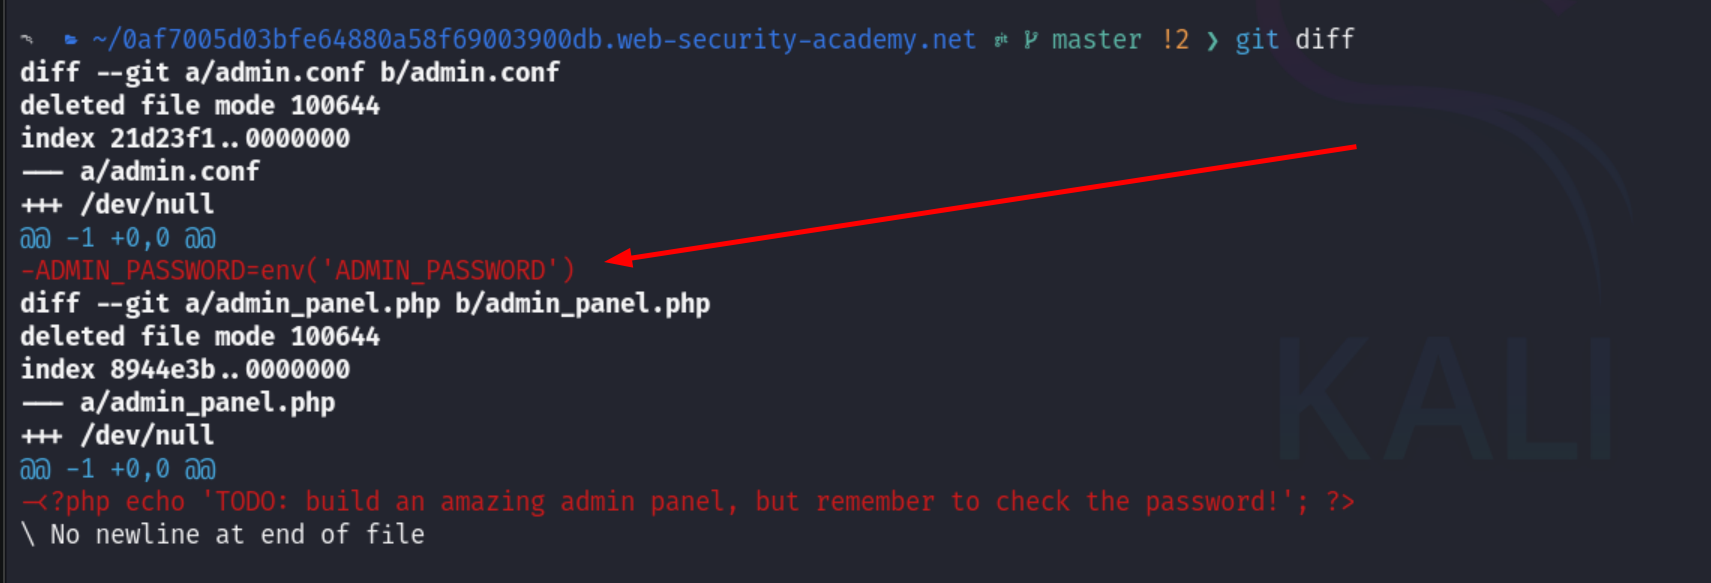 ~/0af7005d03bfe64880a58f69003900db.web-security-academy.net git master !2 ❯ git diff
diff --git a/admin.conf b/admin.conf
deleted file mode 100644
index 21d23f1..0000000
--- a/admin.conf
+++ /dev/null
@@ -1 +0,0 @@
-ADMIN_PASSWORD=env('ADMIN_PASSWORD')
diff --git a/admin_panel.php b/admin_panel.php
deleted file mode 100644
index 8944e3b..0000000
--- a/admin_panel.php
+++ /dev/null
@@ -1 +0,0 @@
-<?php echo 'TODO: build an amazing admin panel, but remember to check the password!'; ?>
\ No newline at end of file
KALI